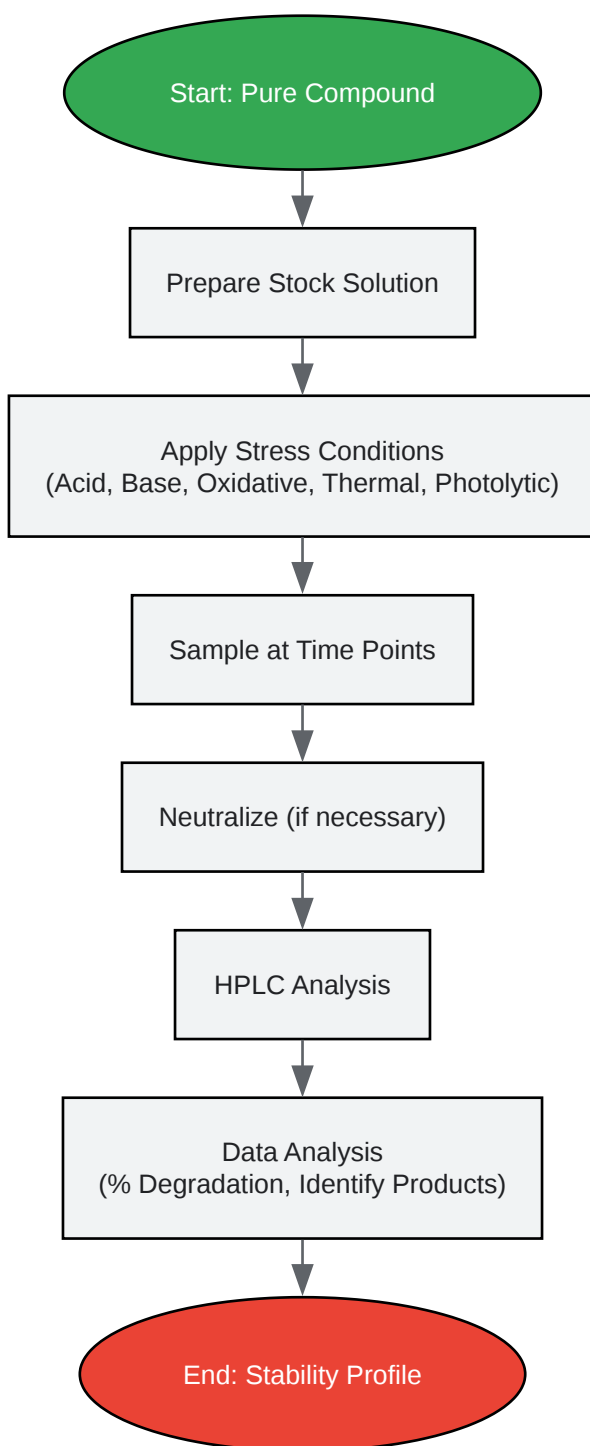 Start: Pure Compound
Prepare Stock Solution
Apply Stress Conditions
(Acid, Base, Oxidative, Thermal, Photolytic)
Sample at Time Points
Neutralize (if necessary)
HPLC Analysis
Data Analysis
(% Degradation, Identify Products)
End: Stability Profile